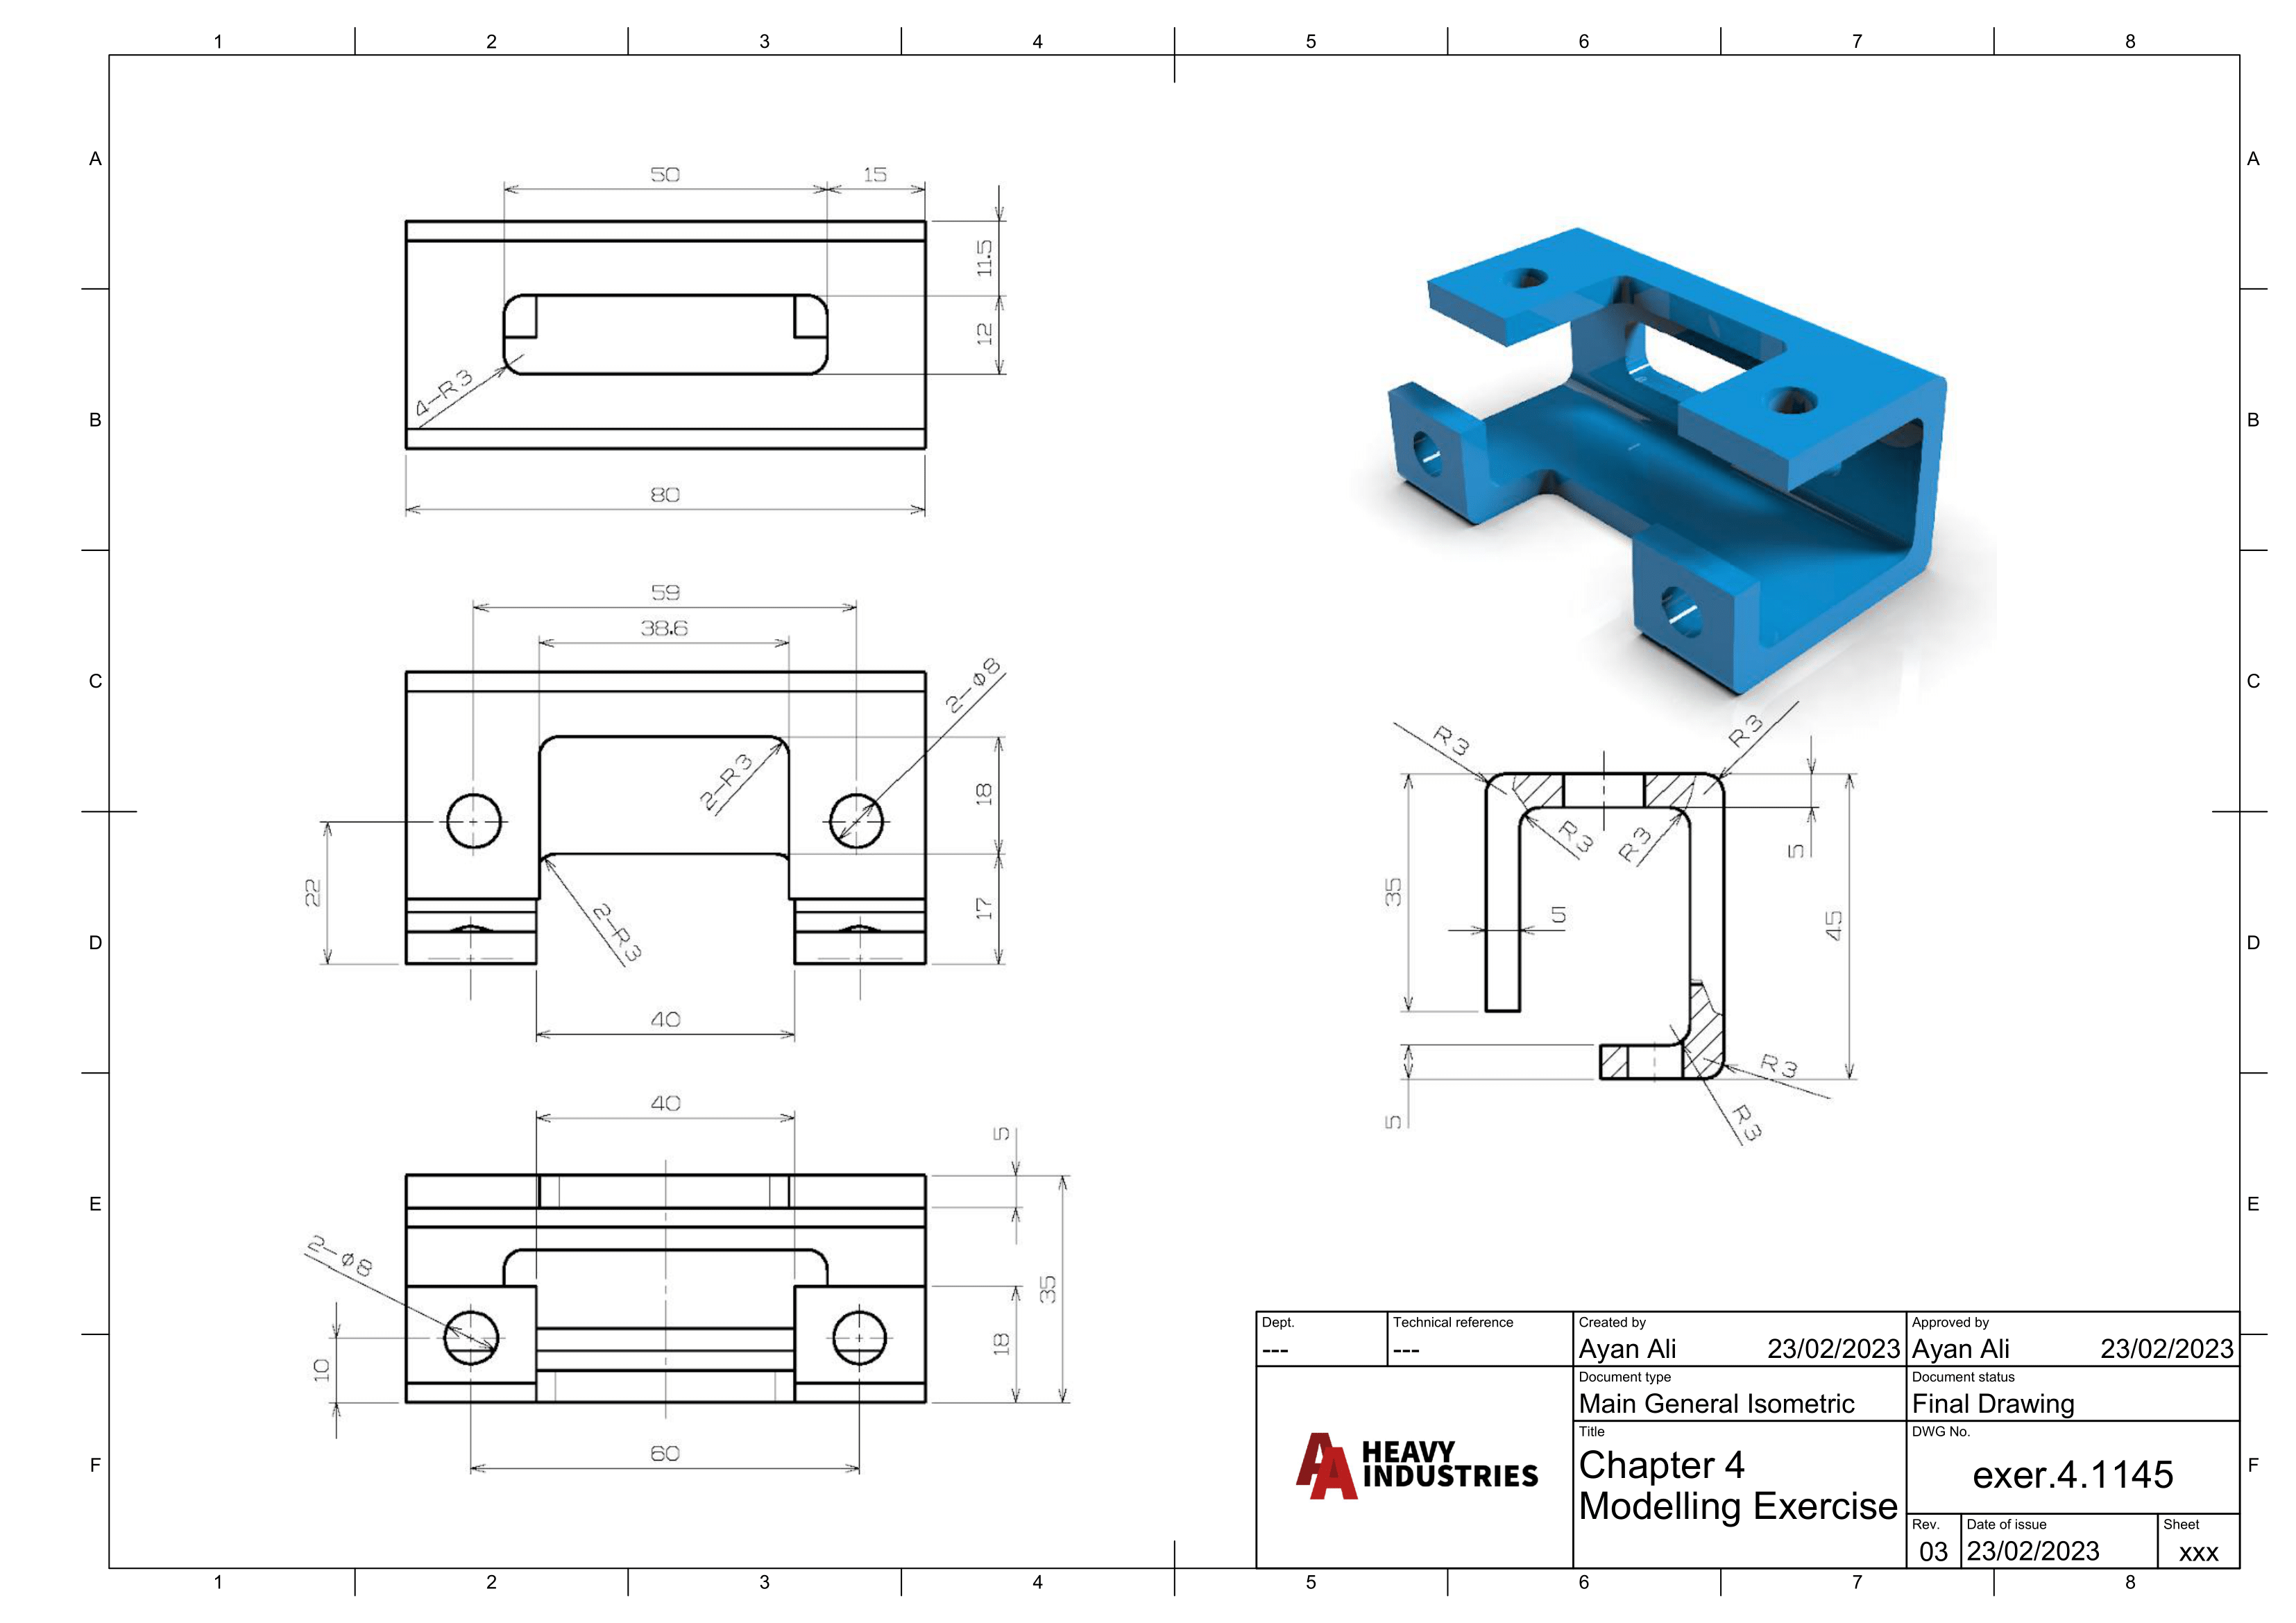 1 2 3 4 5 6 7 8
A A
50 15
11.5
12
4-R3
B B
80
59
38.6
2-ø8
C C
2-R3
18
22
2-R3
17
D D
40
R3 R3
R3 R3
5
35
5
45
R3
5
R3
40
5
E E
2-ø8
35
18
10
60
F F
Dept. Technical reference Created by Approved by
--- --- Ayan Ali 23/02/2023 Ayan Ali 23/02/2023
Document type Document status
Main General Isometric Final Drawing
Title DWG No.
AA HEAVY INDUSTRIES
Chapter 4
Modelling Exercise
exer.4.1145
Rev. Date of issue Sheet
03 23/02/2023 xxx
1 2 3 4 5 6 7 8